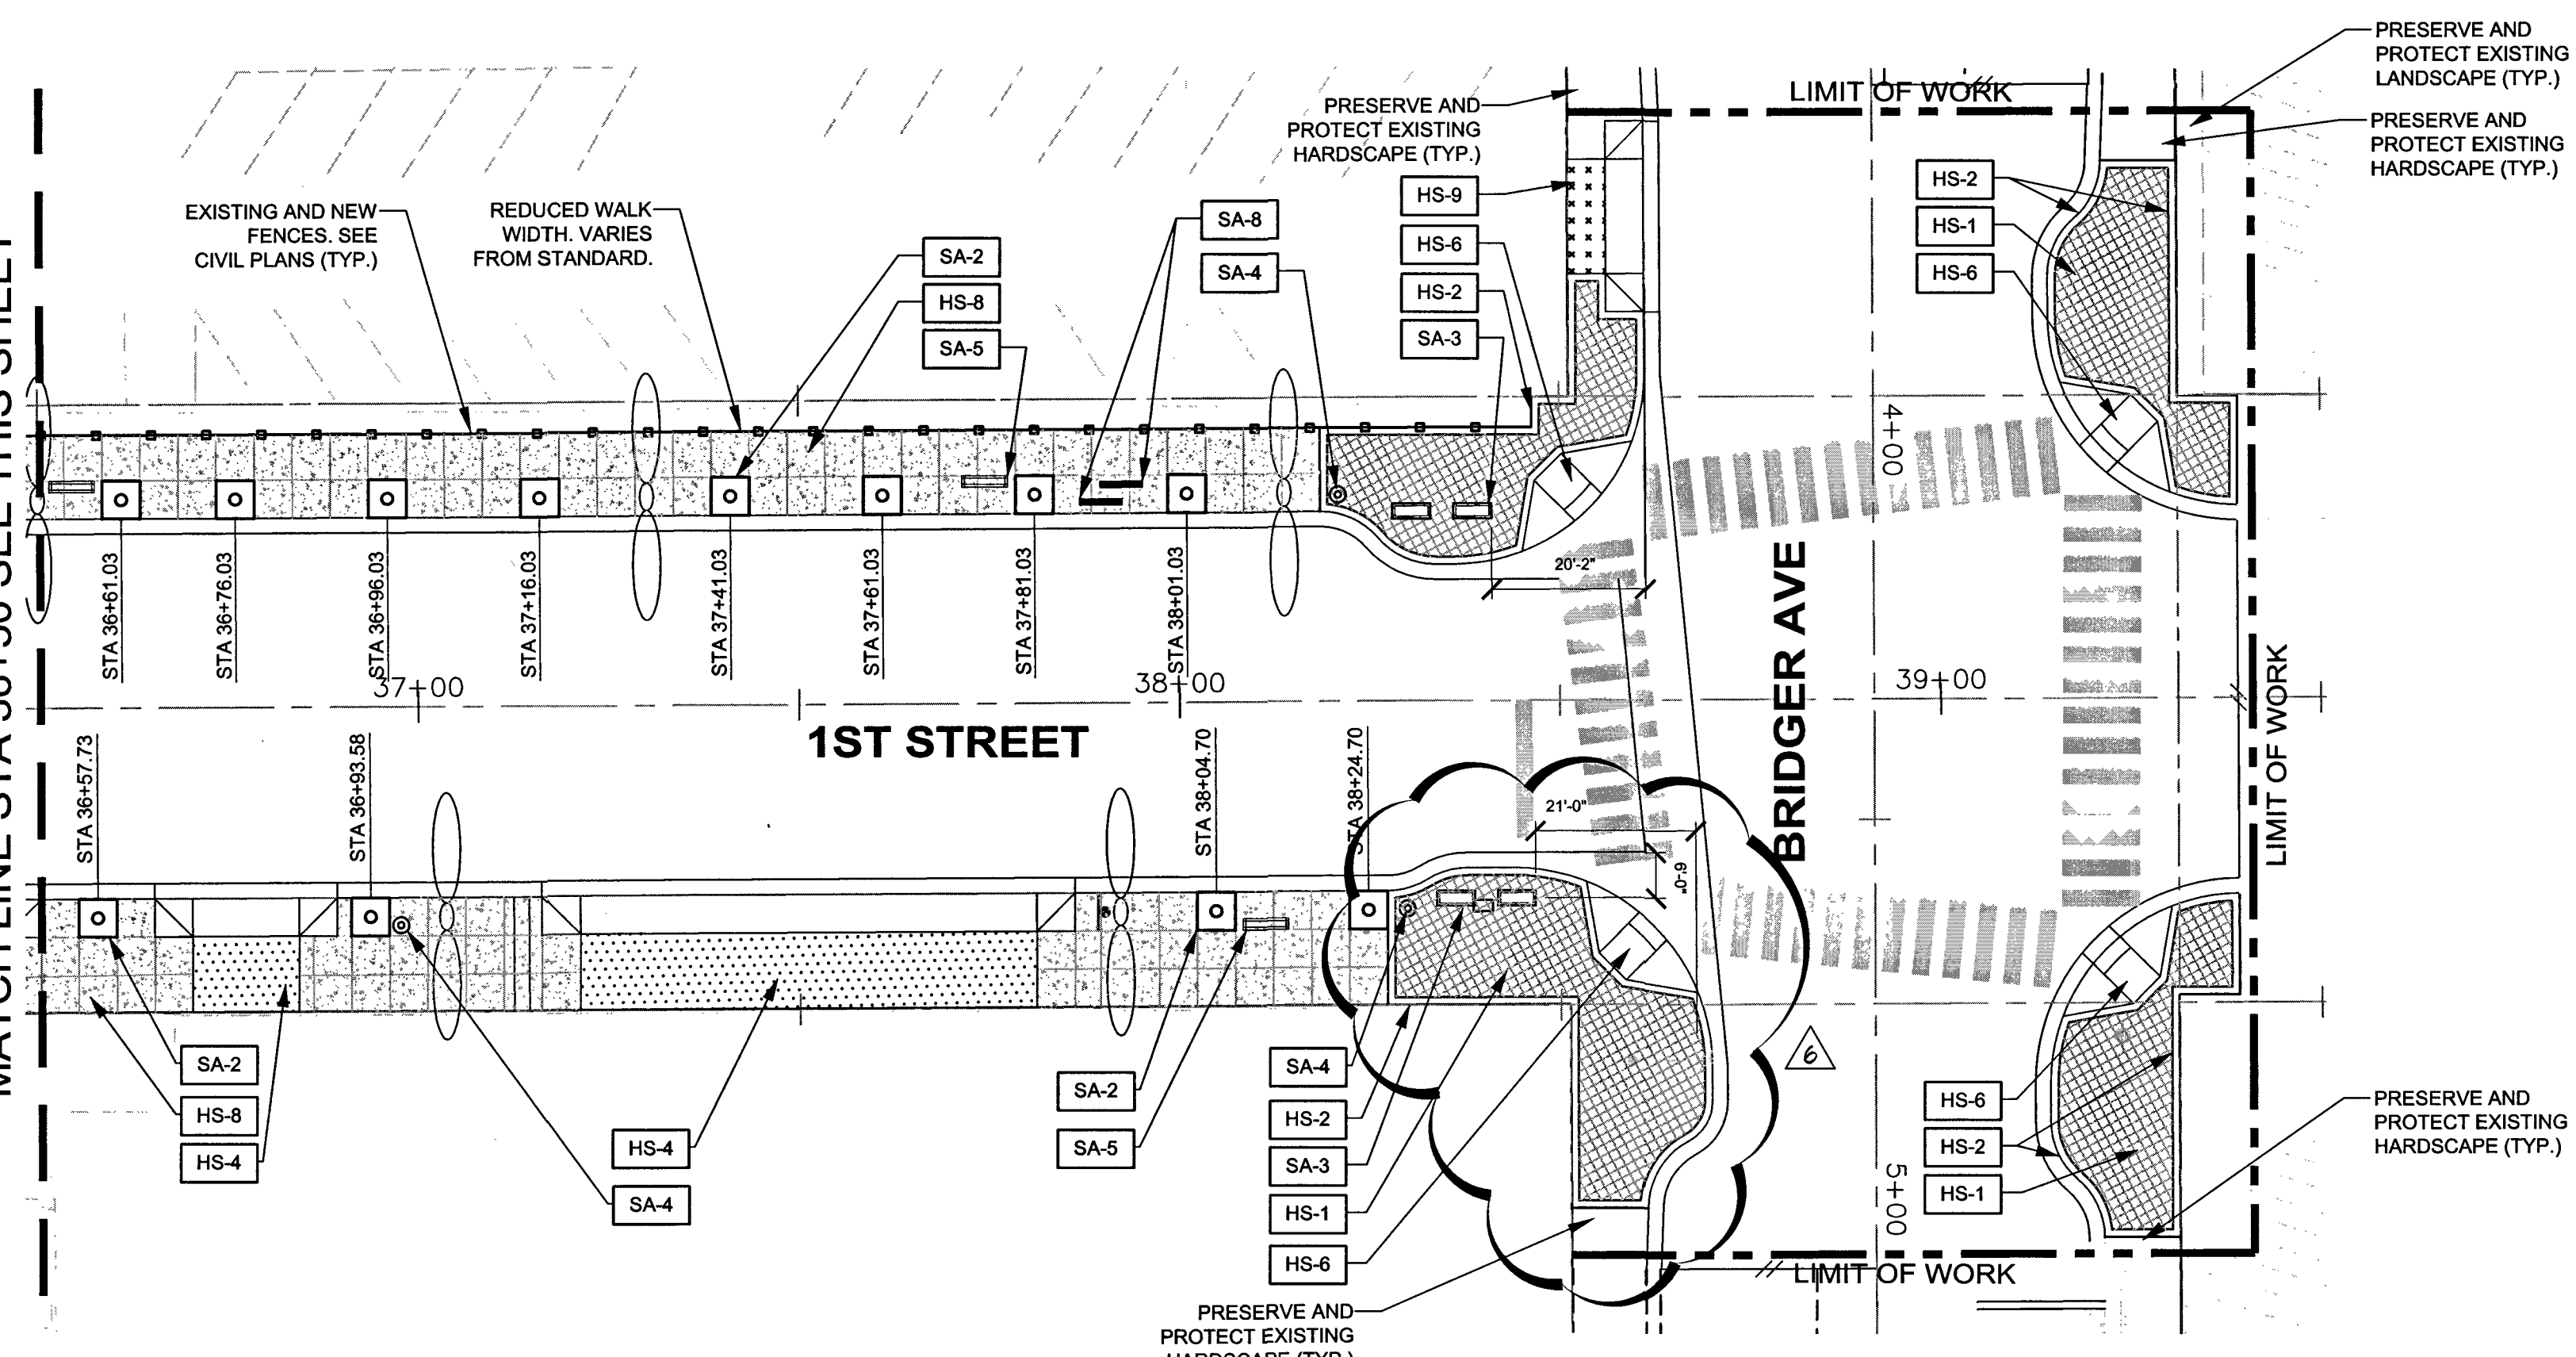 PRESERVE AND
PROTECT EXISTING
LANDSCAPE (TYP.)
LIMIT OF WORK
PRESERVE AND
PROTECT EXISTING
HARDSCAPE (TYP.)
PRESERVE AND
PROTECT EXISTING
HARDSCAPE (TYP.)
EXISTING AND NEW
FENCES. SEE
CIVIL PLANS (TYP.)
REDUCED WALK
WIDTH. VARIES
FROM STANDARD.
SA-2
HS-8
SA-5
SA-8
SA-4
HS-9
HS-6
HS-2
SA-3
HS-2
HS-1
HS-6
4+00
STA 36+61.03
STA 36+76.03
STA 36+96.03
STA 37+16.03
STA 37+41.03
STA 37+61.03
STA 37+81.03
STA 38+01.03
20'-2"
37+00
38+00
39+00
1ST STREET
BRIDGER AVE
LIMIT OF WORK
STA 36+57.73
STA 36+93.58
STA 38+04.70
STA 38+24.70
21'-0"
6'-0"
SA-2
HS-8
HS-4
HS-4
SA-4
SA-2
SA-5
SA-4
HS-2
SA-3
HS-1
HS-6
6
HS-6
HS-2
HS-1
5+00
PRESERVE AND
PROTECT EXISTING
HARDSCAPE (TYP.)
LIMIT OF WORK
PRESERVE AND
PROTECT EXISTING
HARDSCAPE (TYP.)